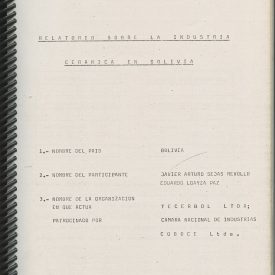 RELATORIO SOBRE LA INDUSTRIA
CERAMICA EN BOLIVIA
1.- NOMBRE DEL PAIS BOLIVIA
2.- NOMBRE DEL PARTICIPANTE JAVIER ARTURO SEJAS REVOLLO
EDUARDO LOAYZA PAZ
3.- NOMBRE DE LA ORGANIZACION
EN QUE ACTUA TECERBOL LTDA;
PATROCINADO POR CAMARA NACIONAL DE INDUSTRIAS
COBOCE Ltda.